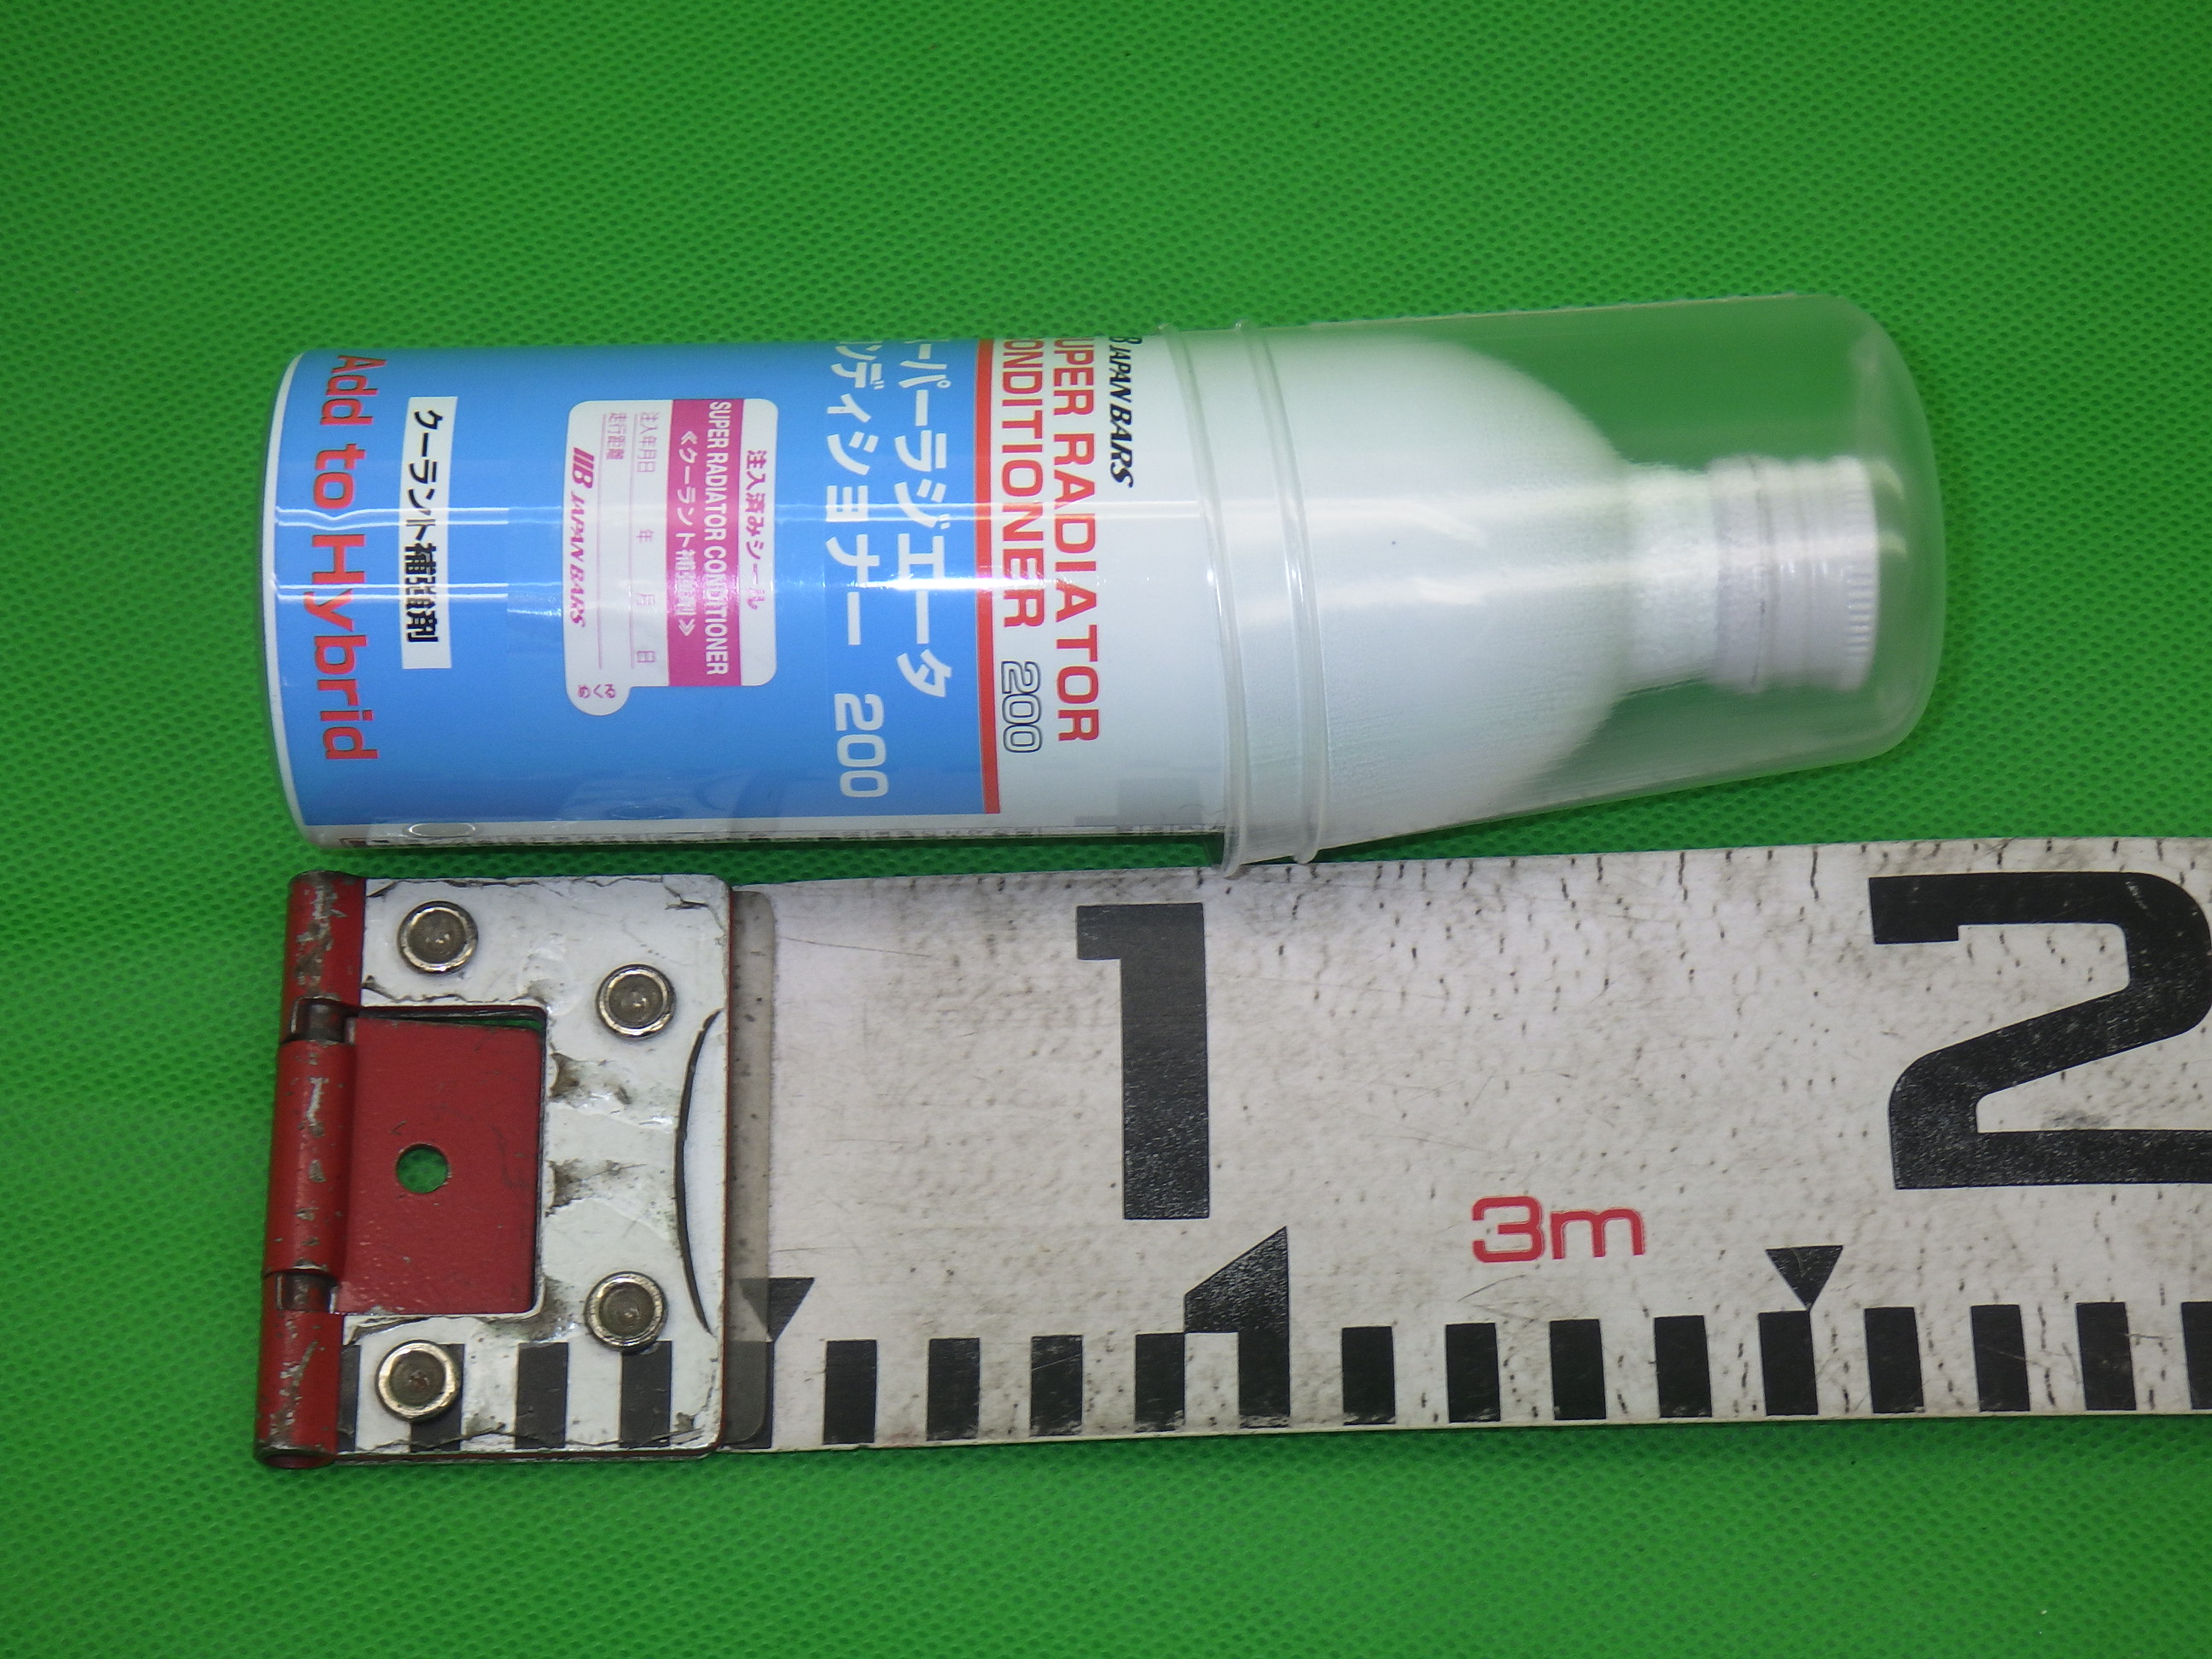 JAPAN BARS
UPER RADIATOR
ONDITIONER 200
ーパーラジエータ
ンディショナー 200
注入済みシール
SUPER RADIATOR CONDITIONER
≪クーラント補強剤≫
注入年月日 年 月 日
走行距離
JAPAN BARS
めくる
クーラント補強剤
Add to Hybrid
1
2
3m
1